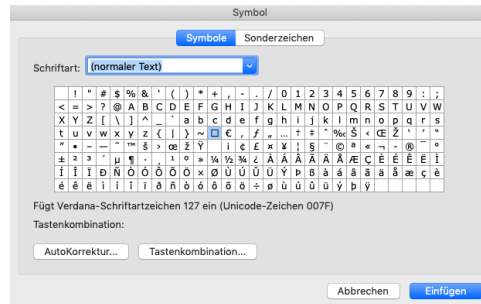 Symbol
Symbole Sonderzeichen
Schriftart: (normaler Text)
! " # $ % & ' ( ) * + , - . / 0 1 2 3 4 5 6 7 8 9 : ;
< = > ? @ A B C D E F G H I J K L M N O P Q R S T U V W
X Y Z [ \ ] ^ _ ` a b c d e f g h i j k l m n o p q r s
t u v w x y z { | } ~ □ € ‚ ƒ „ … † ‡ ˆ ‰ Š ‹ Œ Ž ‘ ’ “
” • – — ˜ ™ š › œ ž Ÿ ¡ ¢ £ ¤ ¥ ¦ § ¨ © ª « ¬ - ® ¯ °
± ² ³ ´ µ ¶ · ¸ ¹ º » ¼ ½ ¾ ¿ À Á Â Ã Ä Å Æ Ç È É Ê Ë Ì
Í Î Ï Ð Ñ Ò Ó Ô Õ Ö × Ø Ù Ú Û Ü Ý Þ ß à á â ã ä å æ ç è
é ê ë ì í î ï ð ñ ò ó ô õ ö ÷ ø ù ú û ü ý þ ÿ
Fügt Verdana-Schriftartzeichen 127 ein (Unicode-Zeichen 007F)
Tastenkombination:
AutoKorrektur... Tastenkombination...
Abbrechen Einfügen